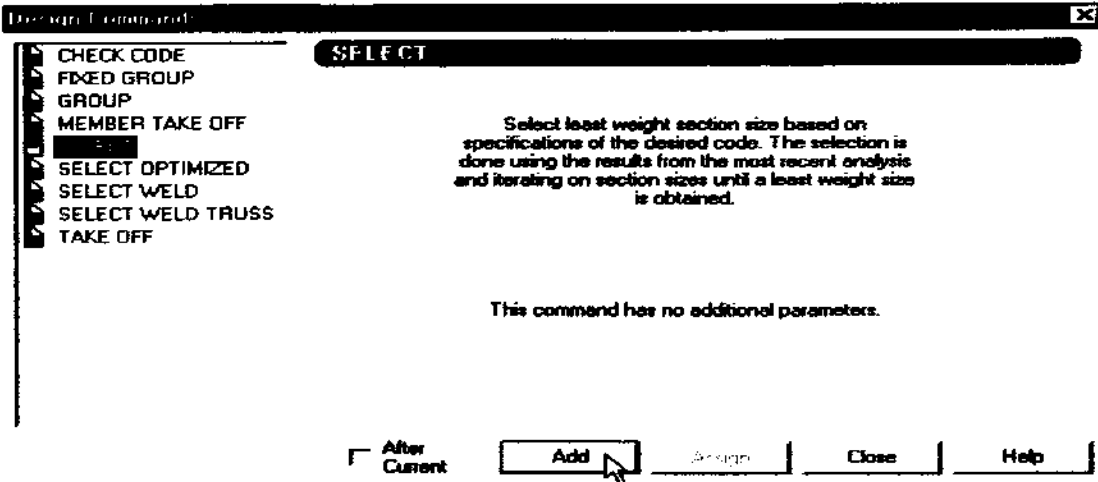 Design Commands
CHECK CODE
FIXED GROUP
GROUP
MEMBER TAKE OFF
SELECT OPTIMIZED
SELECT WELD
SELECT WELD TRUSS
TAKE OFF
SELECT
Select least weight section size based on
specifications of the desired code. The selection is
done using the results from the most recent analysis
and iterating on section sizes until a least weight size
is obtained.
This command has no additional parameters.
After
Current
Add
Assign
Close
Help